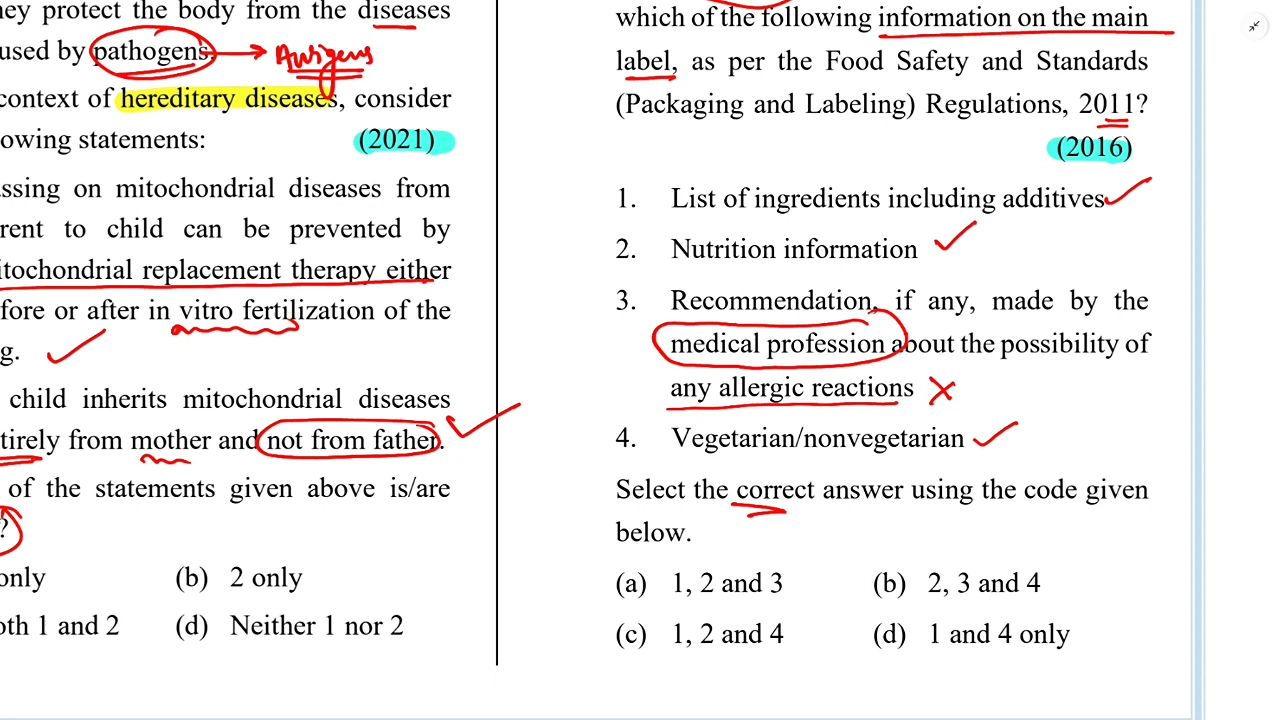 ney protect the body from the diseases
used by pathogens. → Antigens
context of hereditary diseases, consider
owing statements: (2021)
assing on mitochondrial diseases from
rent to child can be prevented by
itochondrial replacement therapy either
fore or after in vitro fertilization of the
g.
child inherits mitochondrial diseases
tirely from mother and not from father.
of the statements given above is/are
?
only (b) 2 only
oth 1 and 2 (d) Neither 1 nor 2
which of the following information on the main
label, as per the Food Safety and Standards
(Packaging and Labeling) Regulations, 2011?
(2016)
1. List of ingredients including additives
2. Nutrition information
3. Recommendation, if any, made by the
medical profession about the possibility of
any allergic reactions
4. Vegetarian/nonvegetarian
Select the correct answer using the code given
below.
(a) 1, 2 and 3 (b) 2, 3 and 4
(c) 1, 2 and 4 (d) 1 and 4 only